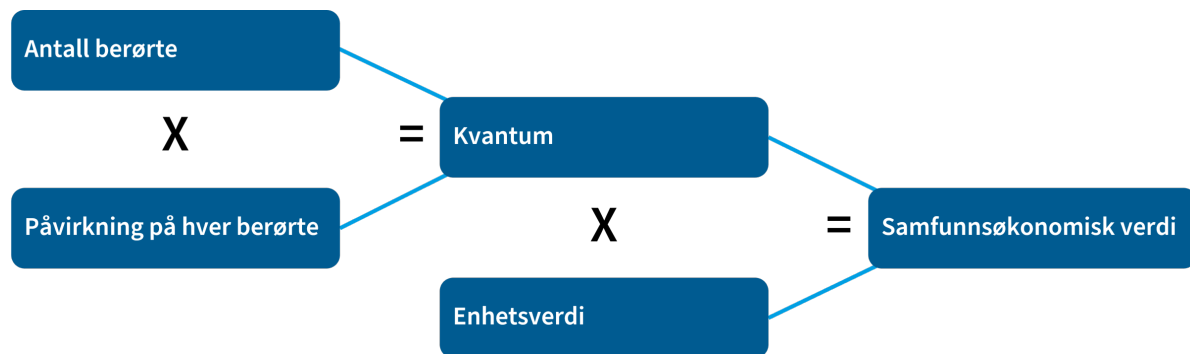 Antall berørte
X
=
Kvantum
Påvirkning på hver berørte
X
=
Samfunnsøkonomisk verdi
Enhetsverdi